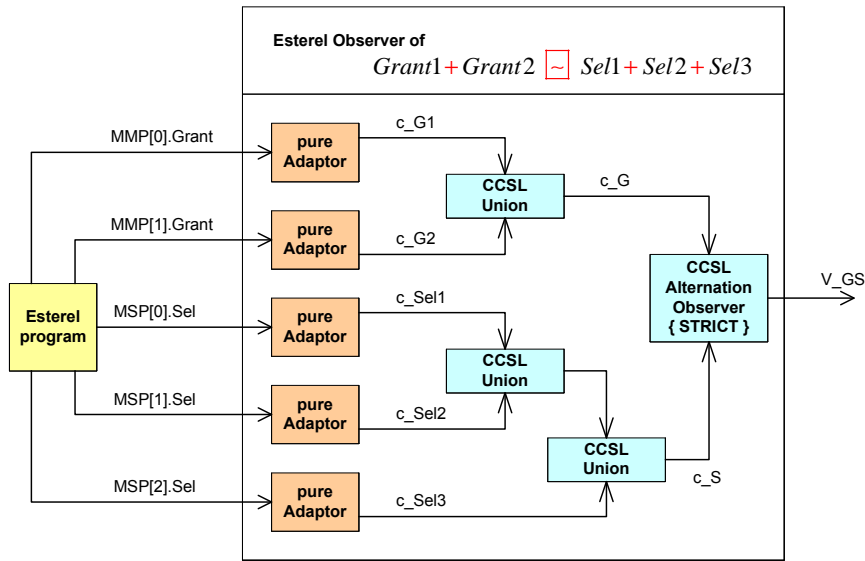 Esterel Observer of
Grant1+Grant2 ~ Sel1+Sel2+Sel3
MMP[0].Grant
pure
Adaptor
c_G1
CCSL
Union
c_G
MMP[1].Grant
pure
Adaptor
c_G2
CCSL
Alternation
Observer
{ STRICT }
V_GS
Esterel
program
MSP[0].Sel
pure
Adaptor
c_Sel1
CCSL
Union
MSP[1].Sel
pure
Adaptor
c_Sel2
CCSL
Union
c_S
MSP[2].Sel
pure
Adaptor
c_Sel3